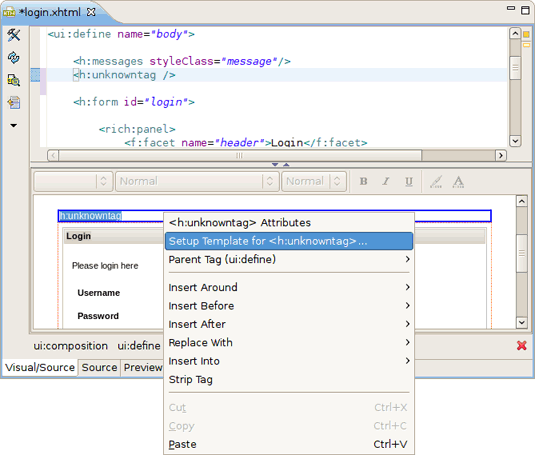 *login.xhtml
<ui:define name="body">
<h:messages styleClass="message"/>
<h:unknowntag />
<h:form id="login">
<rich:panel>
<f:facet name="header">Login</f:facet>
Normal Normal B I U A
h:unknowntag
Login
Please login here
Username
Password
<h:unknowntag> Attributes
Setup Template for <h:unknowntag>...
Parent Tag (ui:define)
Insert Around
Insert Before
Insert After
Replace With
Insert Into
Strip Tag
Cut Ctrl+X
Copy Ctrl+C
Paste Ctrl+V
ui:composition ui:define
Visual/Source Source Preview